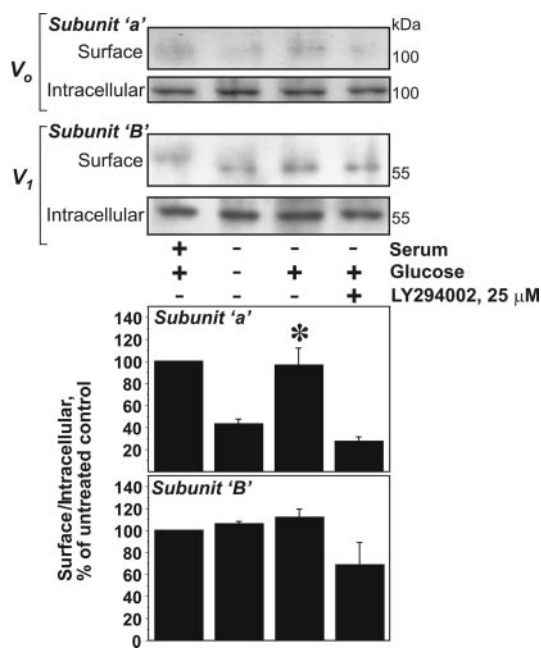 Subunit 'a'
kDa
Vo
Surface
100
Intracellular
100
Subunit 'B'
V1
Surface
55
Intracellular
55
+ - - - Serum
+ - + + Glucose
- - - + LY294002, 25 μM
Surface/Intracellular,
% of untreated control
Subunit 'a'
*
140
120
100
80
60
40
20
Subunit 'B'
140
120
100
80
60
40
20
0